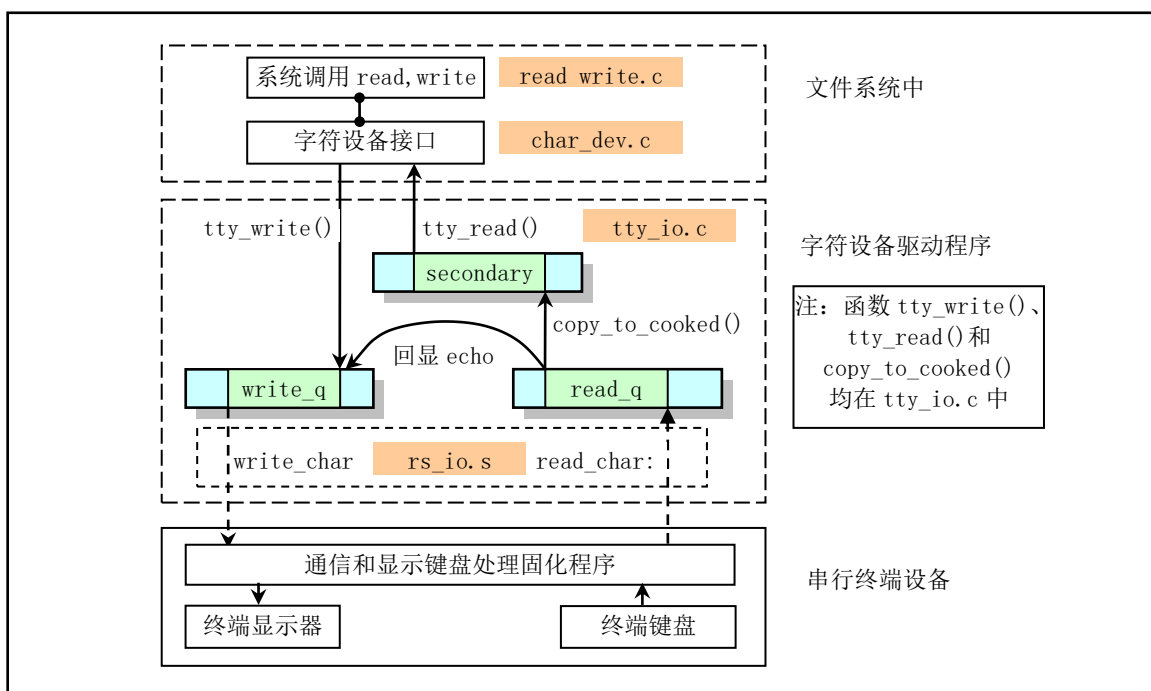 系统调用 read,write
read write.c
文件系统中
字符设备接口
char_dev.c
tty_write()
tty_read()
tty_io.c
字符设备驱动程序
secondary
copy_to_cooked()
注：函数 tty_write()、
tty_read()和
copy_to_cooked()
均在 tty_io.c 中
回显 echo
write_q
read_q
write_char
rs_io.s
read_char:
通信和显示键盘处理固化程序
串行终端设备
终端显示器
终端键盘